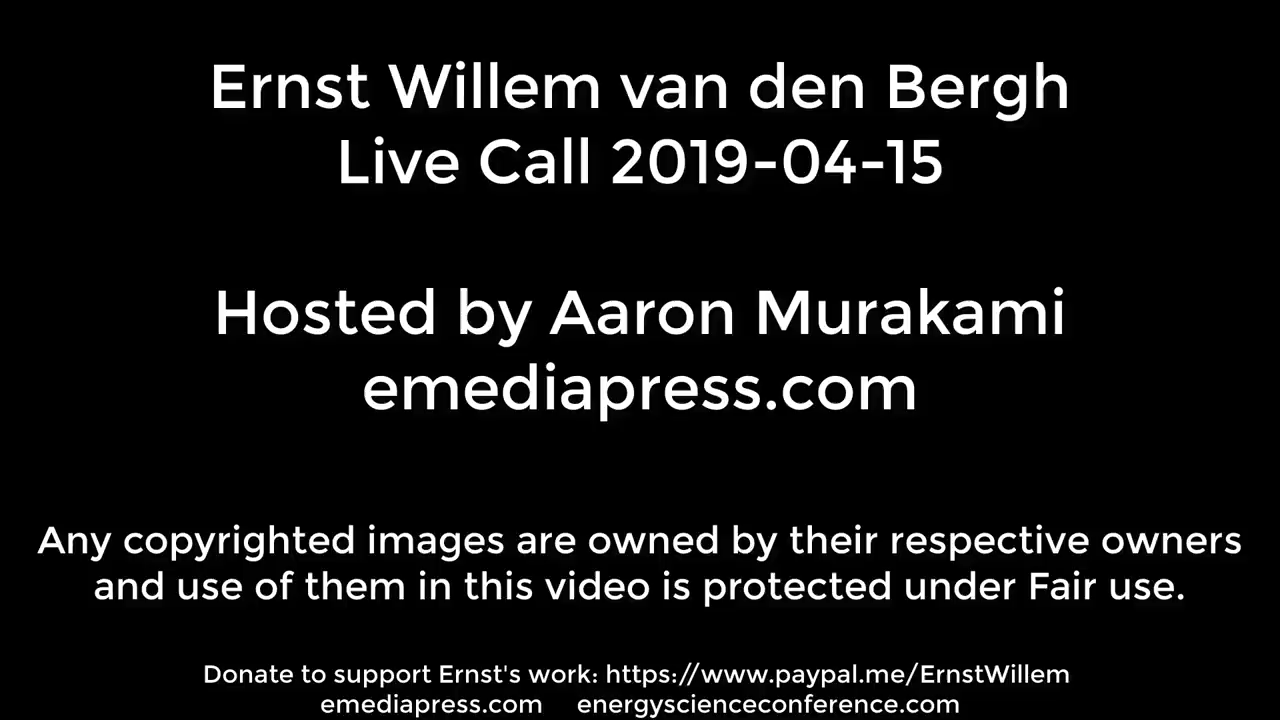 Ernst Willem van den Bergh
Live Call 2019-04-15
Hosted by Aaron Murakami
emediapress.com
Any copyrighted images are owned by their respective owners
and use of them in this video is protected under Fair use.
Donate to support Ernst's work: https://www.paypal.me/ErnstWillem
emediapress.com energyscienceconference.com